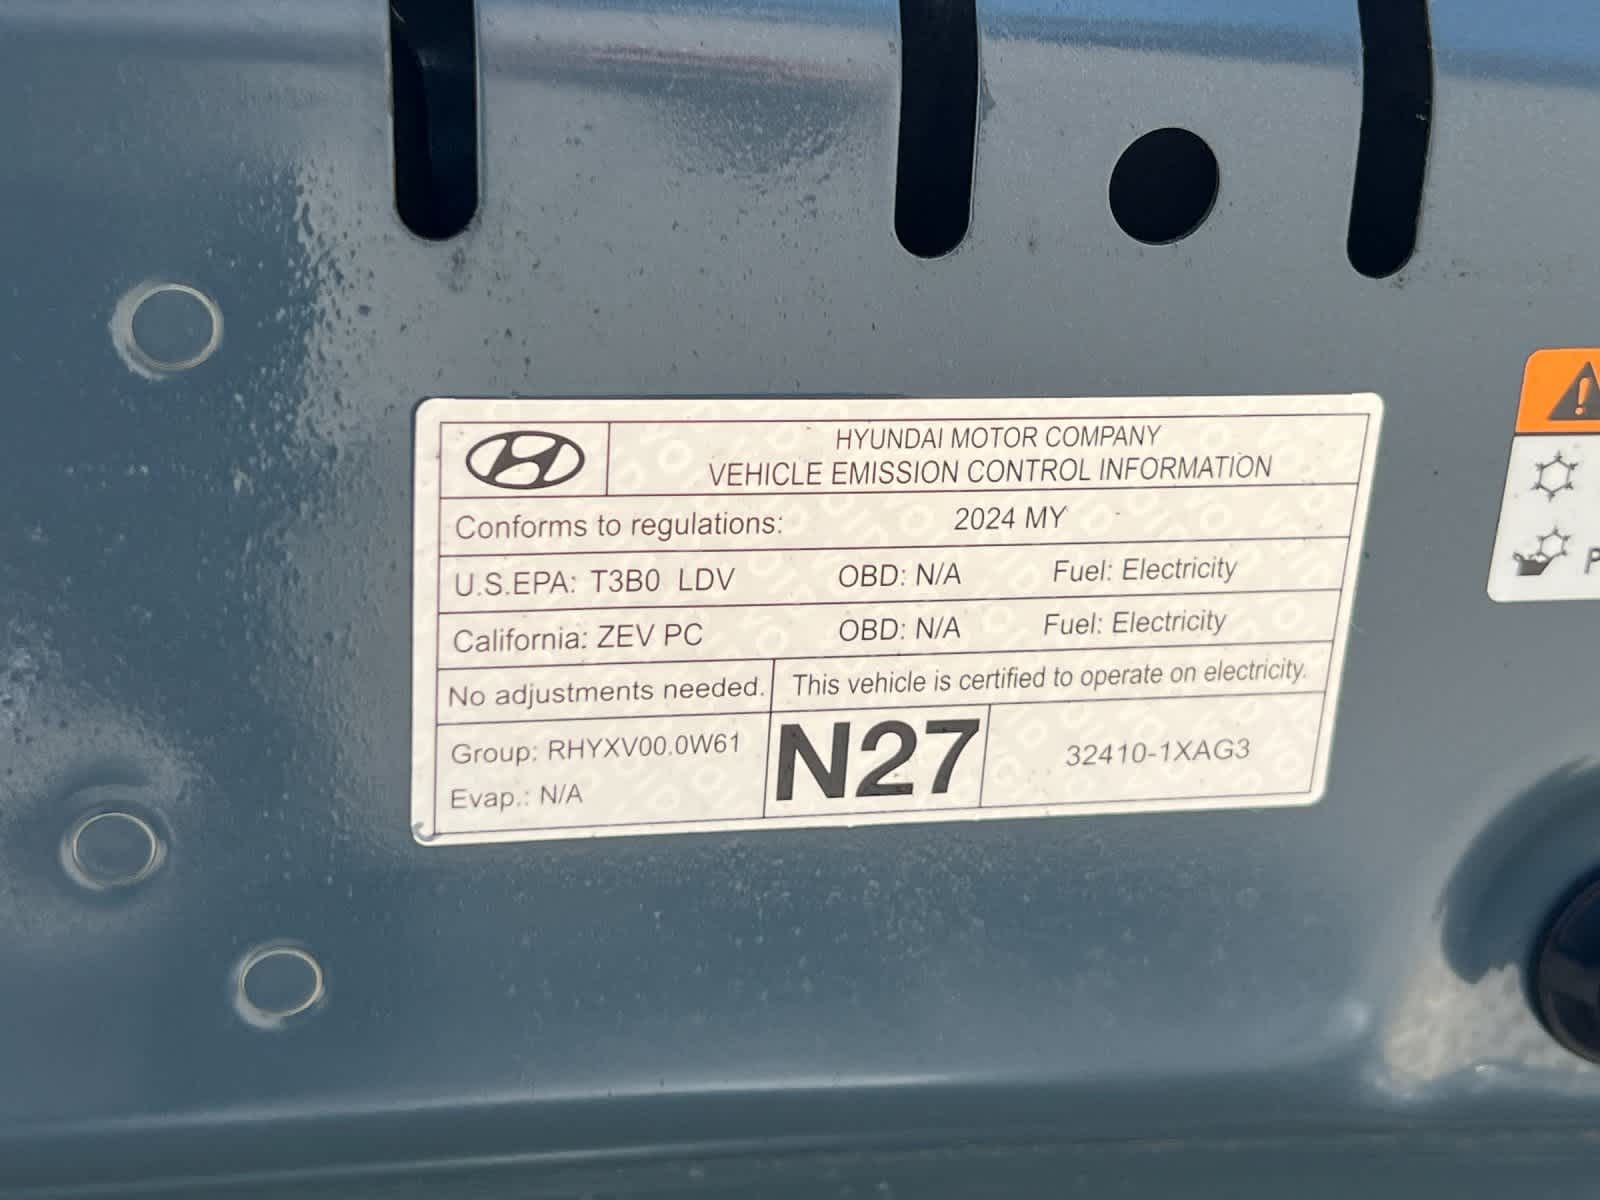 HYUNDAI MOTOR COMPANY
VEHICLE EMISSION CONTROL INFORMATION
Conforms to regulations: 2024 MY
U.S.EPA: T3B0 LDV OBD: N/A Fuel: Electricity
California: ZEV PC OBD: N/A Fuel: Electricity
No adjustments needed. This vehicle is certified to operate on electricity.
Group: RHYXV00.0W61
Evap.: N/A
N27
32410-1XAG3